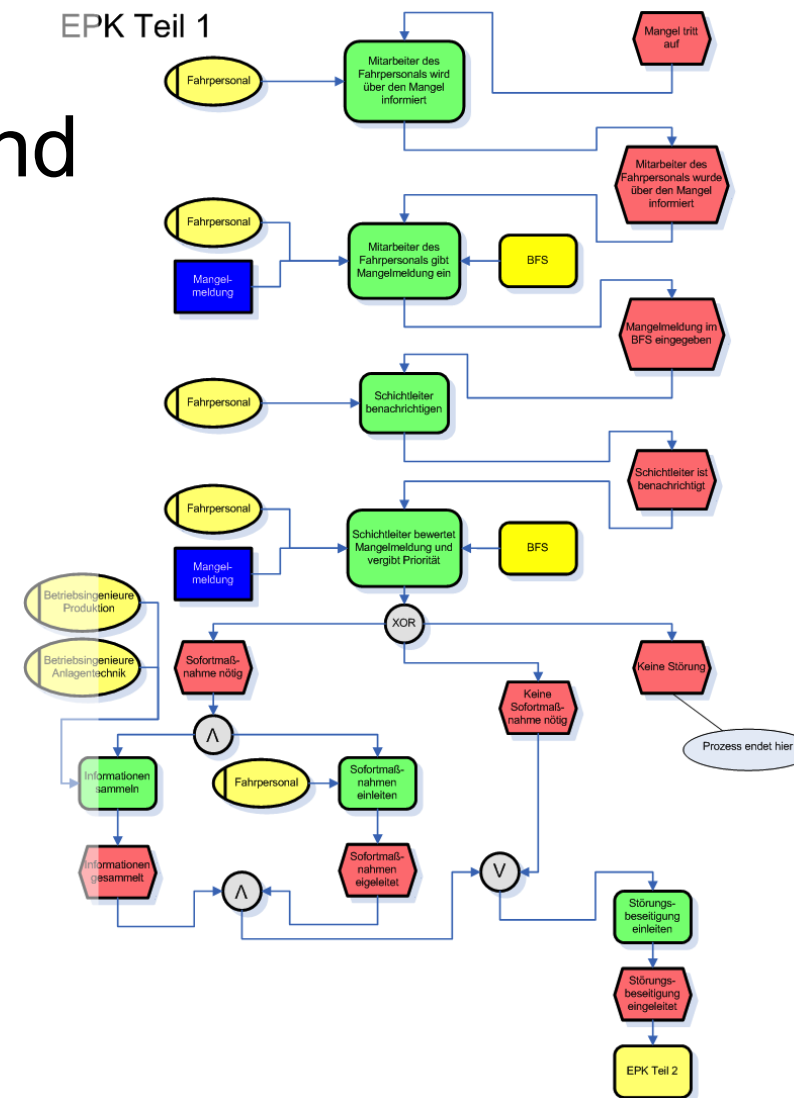 EPK Teil 1
nd
Mangel tritt
auf
Fahrpersonal
Mitarbeiter des
Fahrpersonals wird
über den Mangel
informiert
Mitarbeiter des
Fahrpersonals wurde
über den Mangel
informiert
Fahrpersonal
Mangel-
meldung
Mitarbeiter des
Fahrpersonals gibt
Mangelmeldung ein
BFS
Mangelmeldung im
BFS eingegeben
Fahrpersonal
Schichtleiter
benachrichtigen
Schichtleiter ist
benachrichtigt
Fahrpersonal
Mangel-
meldung
Schichtleiter bewertet
Mangelmeldung und
vergibt Priorität
BFS
Betriebsingenieure
Produktion
Betriebsingenieure
Anlagentechnik
XOR
Sofortmaß-
nahme nötig
Keine
Sofortmaß-
nahme nötig
Keine Störung
Prozess endet hier
Λ
Informationen
sammeln
Fahrpersonal
Sofortmaß-
nahmen
einleiten
Informationen
gesammelt
Sofortmaß-
nahmen
eigeleitet
Λ
V
Störungs-
beseitigung
einleiten
Störungs-
beseitigung
eingeleitet
EPK Teil 2